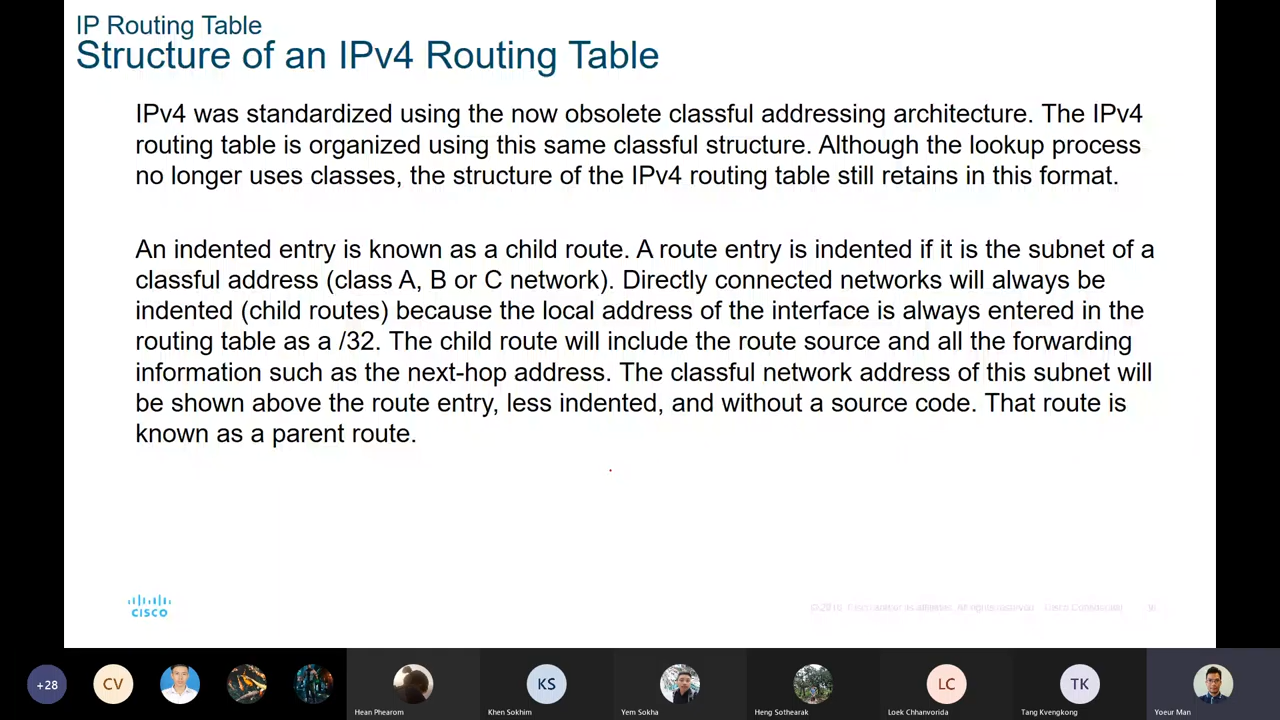 IP Routing Table
Structure of an IPv4 Routing Table
IPv4 was standardized using the now obsolete classful addressing architecture. The IPv4
routing table is organized using this same classful structure. Although the lookup process
no longer uses classes, the structure of the IPv4 routing table still retains in this format.
An indented entry is known as a child route. A route entry is indented if it is the subnet of a
classful address (class A, B or C network). Directly connected networks will always be
indented (child routes) because the local address of the interface is always entered in the
routing table as a /32. The child route will include the route source and all the forwarding
information such as the next-hop address. The classful network address of this subnet will
be shown above the route entry, less indented, and without a source code. That route is
known as a parent route.
CISCO
All rights reserved. Cisco Confidential
+28
CV
KS
LC
TK
Hean Phearom
Khen Sokhim
Yem Sokha
Heng Sothearak
Loek Chhanvorida
Tang Kvengkong
Yoeur Man